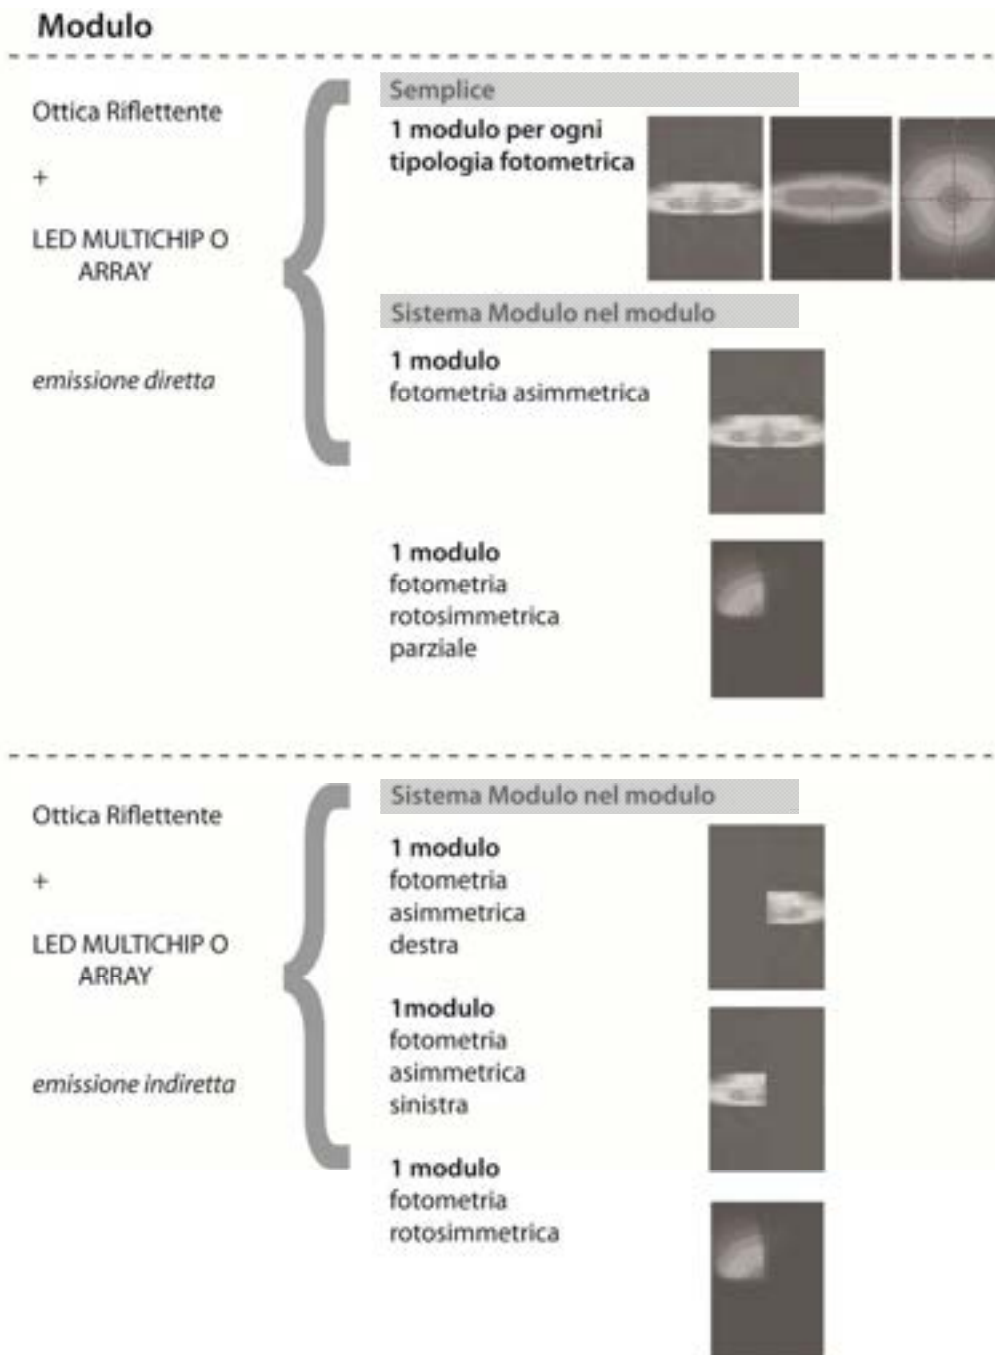 Modulo
Ottica Riflettente
+
LED MULTICHIP O
ARRAY
emissione diretta
Semplice
1 modulo per ogni
tipologia fotometrica
Sistema Modulo nel modulo
1 modulo
fotometria asimmetrica
1 modulo
fotometria
rotosimmetrica
parziale
Ottica Riflettente
+
LED MULTICHIP O
ARRAY
emissione indiretta
Sistema Modulo nel modulo
1 modulo
fotometria
asimmetrica
destra
1modulo
fotometria
asimmetrica
sinistra
1 modulo
fotometria
rotosimmetrica